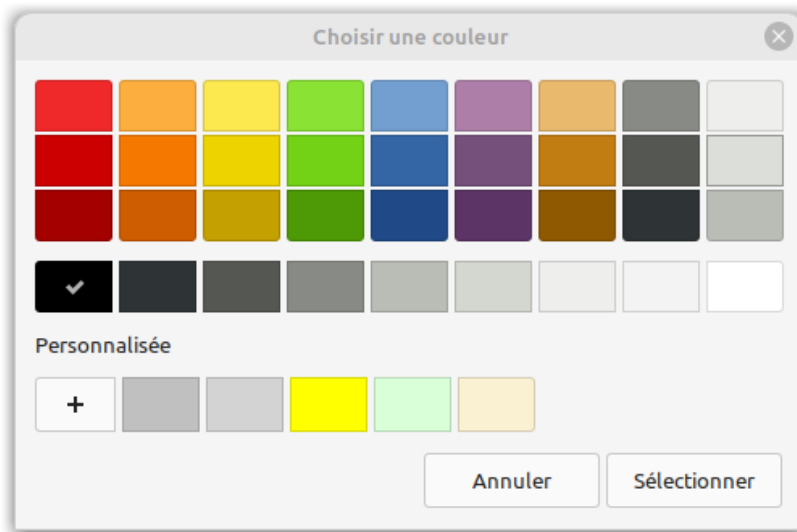 Choisir une couleur
Personnalisée
+
Annuler
Sélectionner